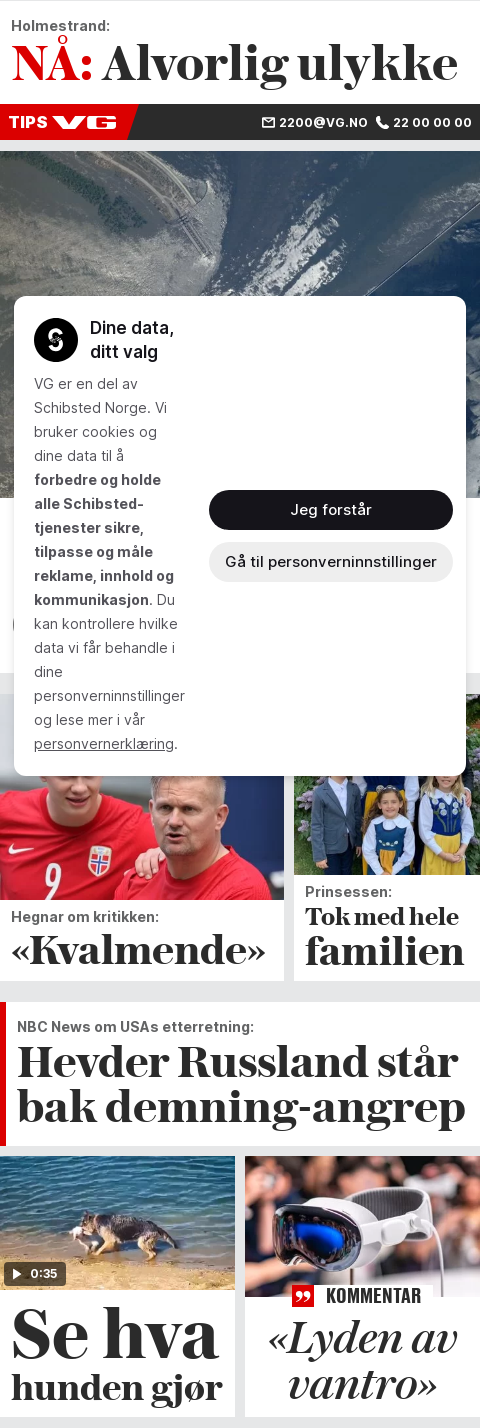 Holmestrand:
NÅ: Alvorlig ulykke
TIPS VG
2200@VG.NO
22 00 00 00
Dine data,
ditt valg
VG er en del av
Schibsted Norge. Vi
bruker cookies og
dine data til å
forbedre og holde
alle Schibsted-
tjenester sikre,
tilpasse og måle
reklame, innhold og
kommunikasjon. Du
kan kontrollere hvilke
data vi får behandle i
dine
personverninnstillinger
og lese mer i vår
personvernerklæring.
Jeg forstår
Gå til personverninnstillinger
9
Hegnar om kritikken:
«Kvalmende»
Prinsessen:
Tok med hele
familien
NBC News om USAs etterretning:
Hevder Russland står
bak demning-angrep
0:35
Se hva
hunden gjør
KOMMENTAR
«Lyden av
vantro»